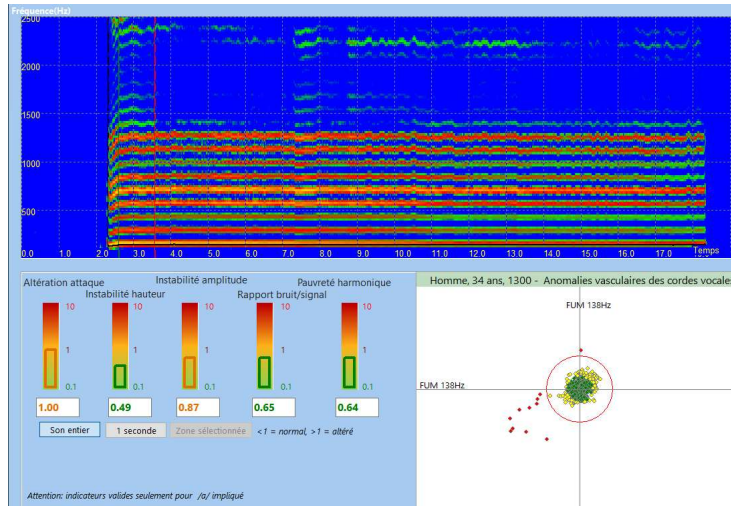 Fréquence(Hz)
2500
2000
1500
1000
500
0.0 1.0 2.0 3.0 4.0 5.0 6.0 7.0 8.0 9.0 10.0 11.0 12.0 13.0 14.0 15.0 16.0 17.0
Temps
Altération attaque Instabilité amplitude Pauvreté harmonique
Instabilité hauteur Rapport bruit/signal
10 10 10 10 10
1 1 1 1 1
0.1 0.1 0.1 0.1 0.1
1.00 0.49 0.87 0.65 0.64
Son entier 1 seconde Zone sélectionnée <1 = normal, >1 = altéré
Attention: indicateurs valides seulement pour /a/ impliqué
Homme, 34 ans, 1300 - Anomalies vasculaires des cordes vocale
FUM 138Hz
FUM 138Hz